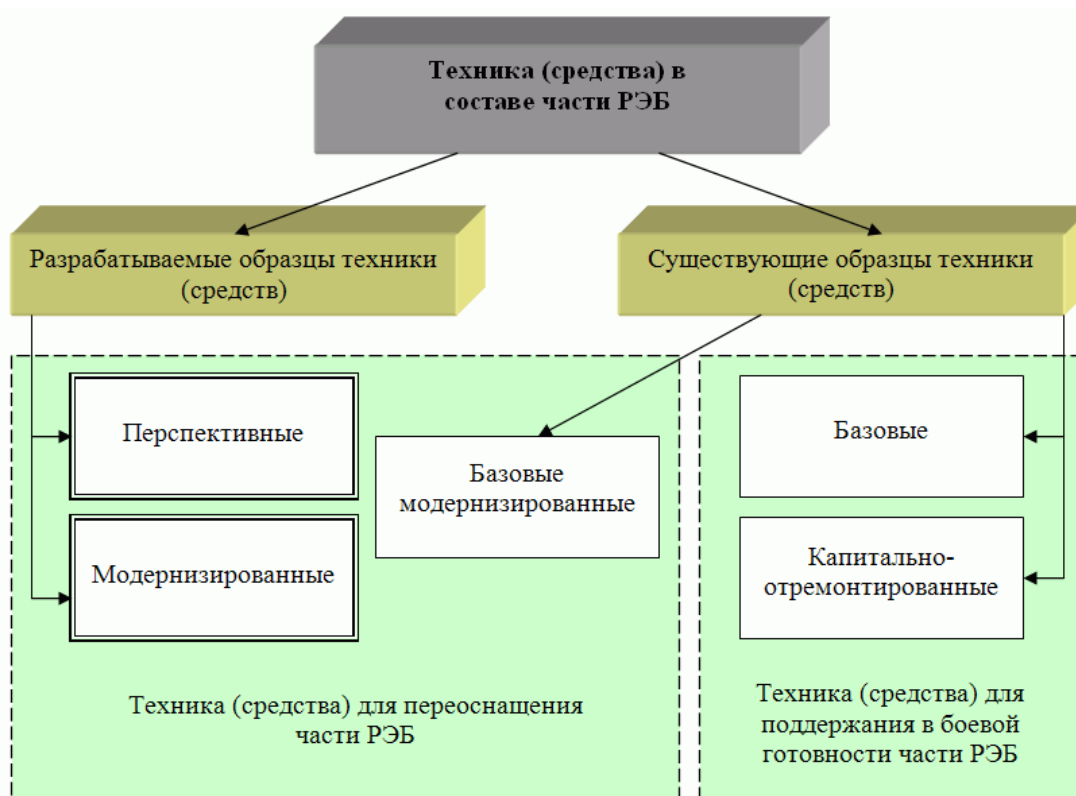 Техника (средства) в
составе части РЭБ
Разрабатываемые образцы техники
(средств)
Существующие образцы техники
(средств)
Перспективные
Модернизированные
Базовые
модернизированные
Базовые
Капитально-
отремонтированные
Техника (средства) для переоснащения
части РЭБ
Техника (средства) для
поддержания в боевой
готовности части РЭБ